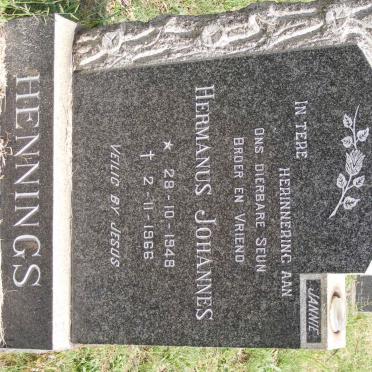 IN TERE
HERINNERING AAN
ONS DIERBARE SEUN
BROER EN VRIEND
HERMANUS JOHANNES
★ 28-10-1948
† 2-11-1966
VEILIG BY JESUS
HENNINGS
JANNIE